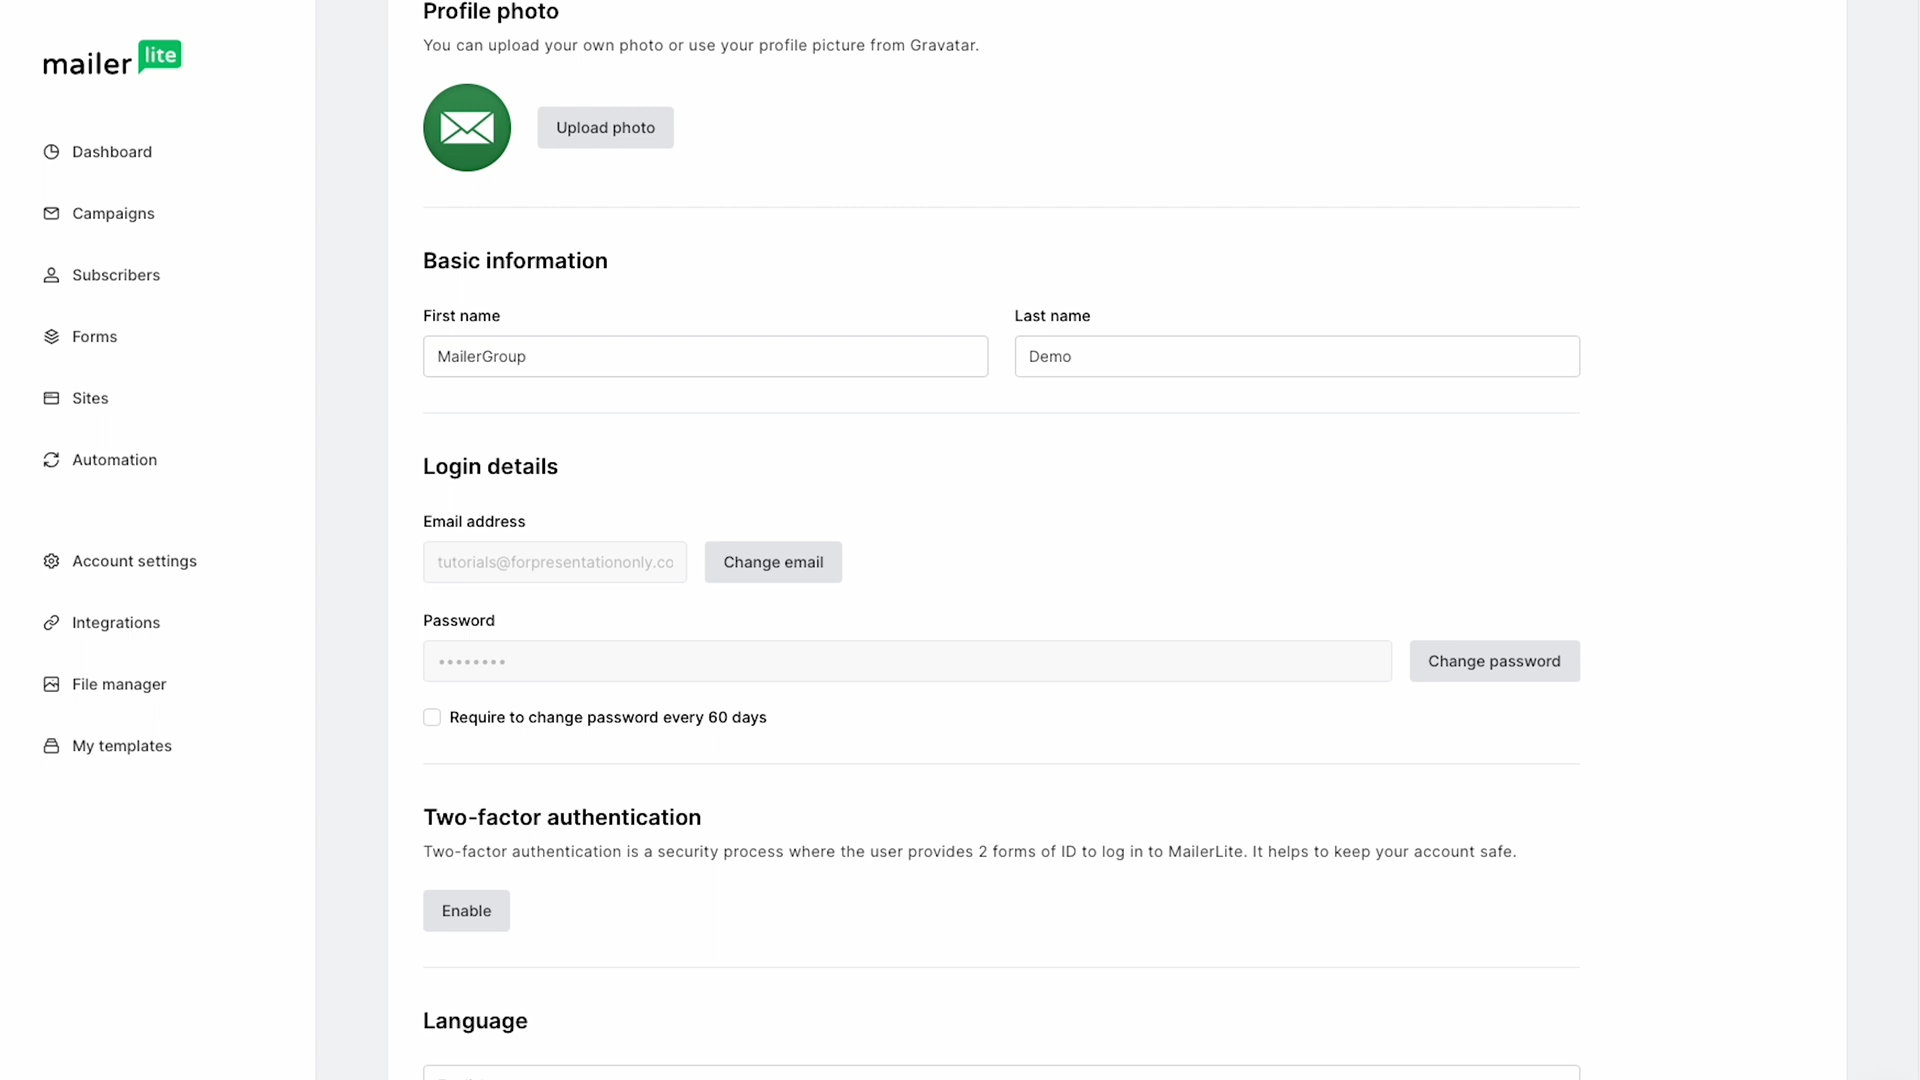 mailer lite
Dashboard
Campaigns
Subscribers
Forms
Sites
Automation
Account settings
Integrations
File manager
My templates
Profile photo
You can upload your own photo or use your profile picture from Gravatar.
Upload photo
Basic information
First name
Last name
MailerGroup
Demo
Login details
Email address
tutorials@forpresentationonly.co
Change email
Password
••••••••
Change password
Require to change password every 60 days
Two-factor authentication
Two-factor authentication is a security process where the user provides 2 forms of ID to log in to MailerLite. It helps to keep your account safe.
Enable
Language